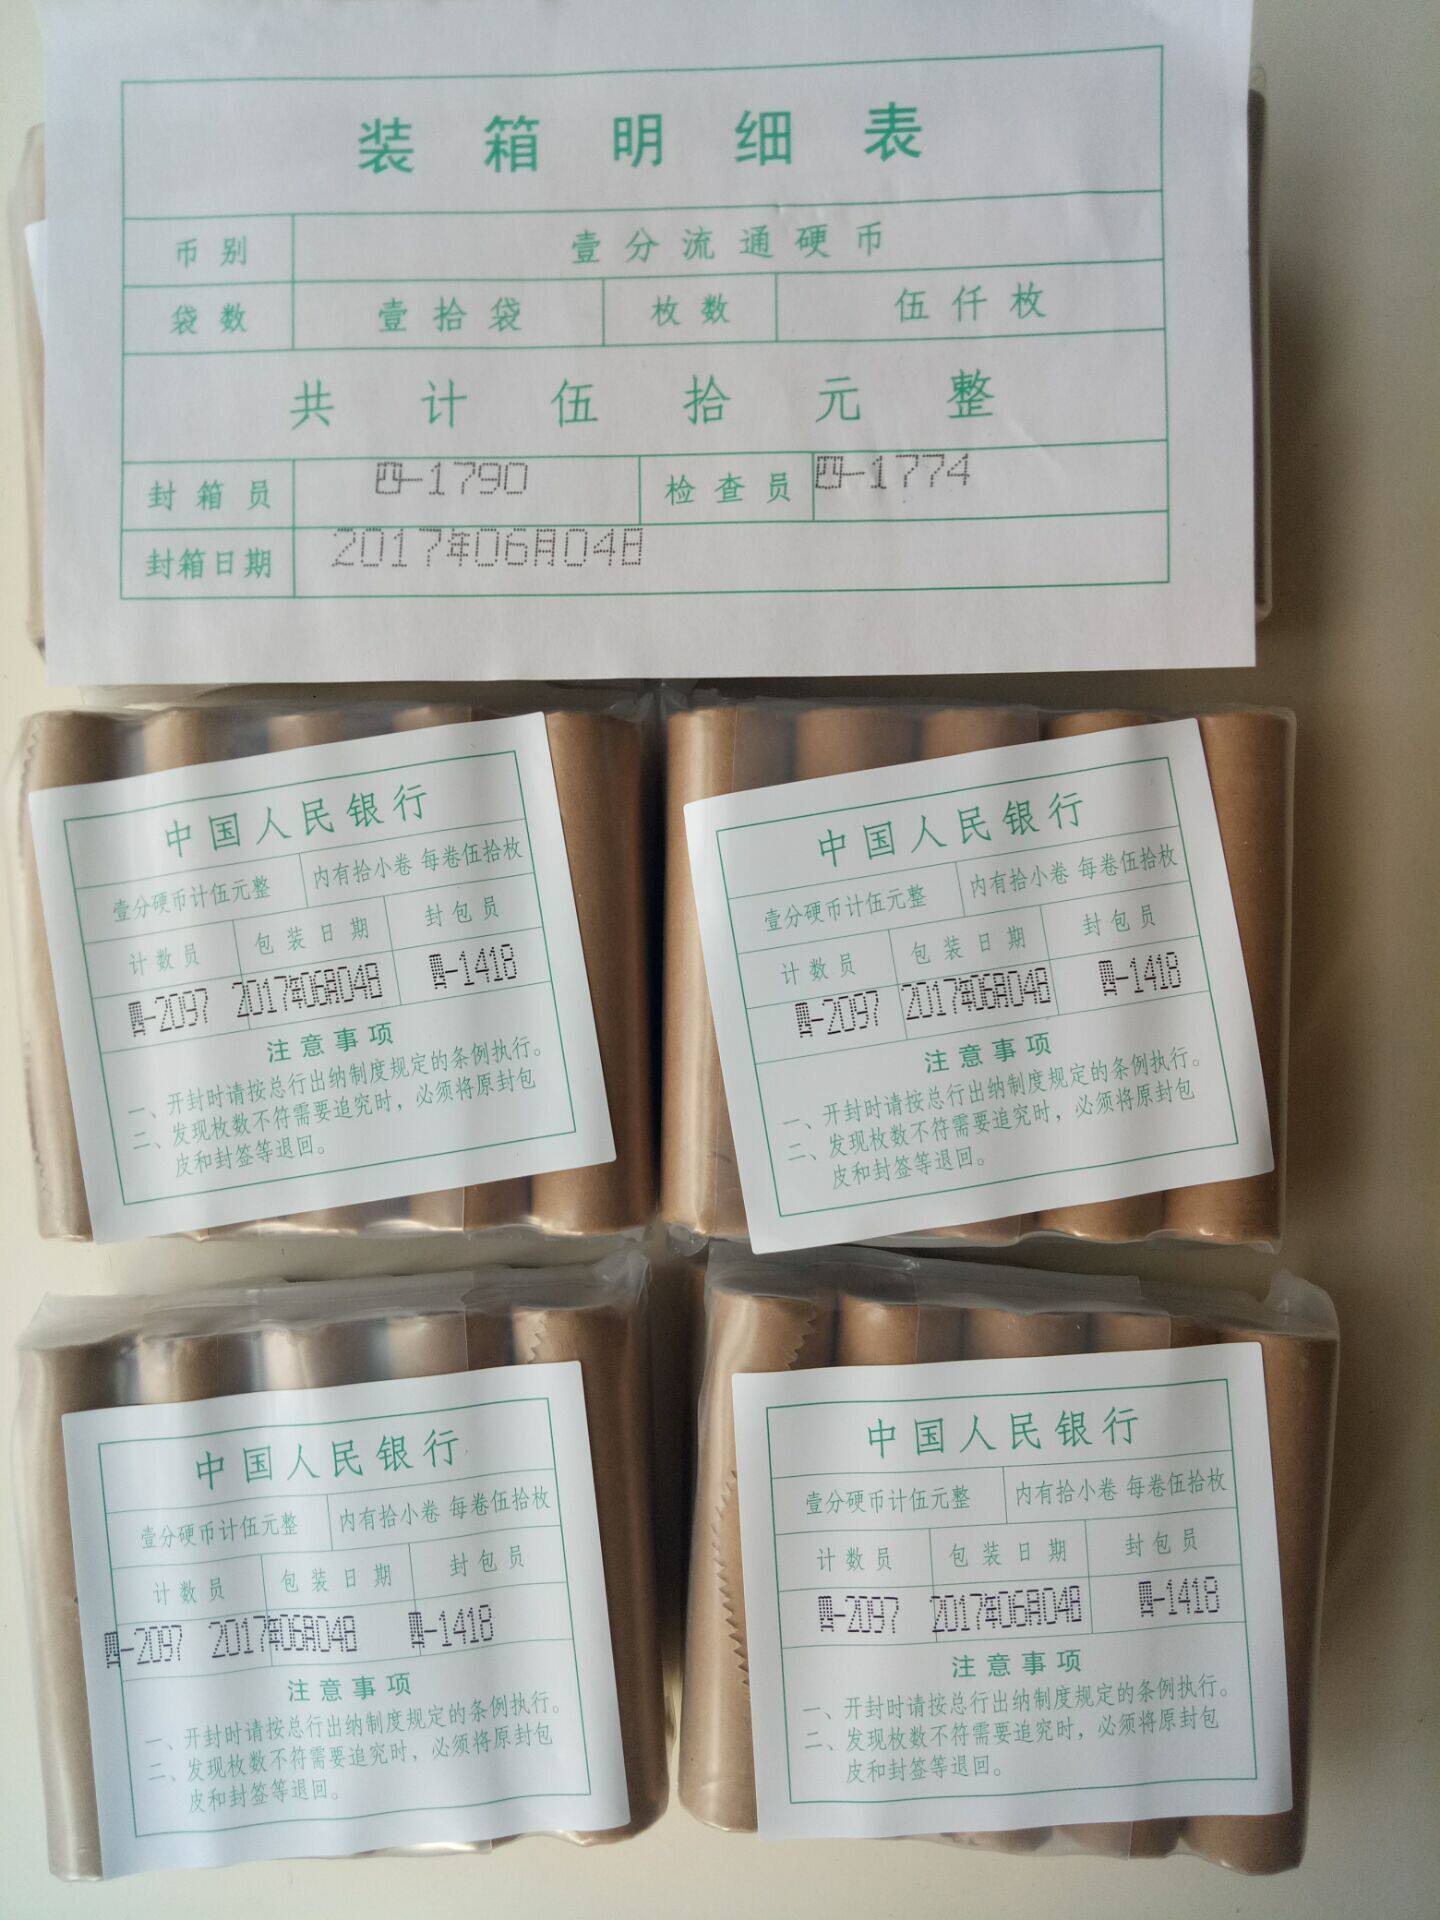 装箱明细表
币别 壹分流通硬币
袋数 壹拾袋 枚数 伍仟枚
共计伍拾元整
封箱员 四-1790 检查员 四-1774
封箱日期 2017年06月04日
中国人民银行
壹分硬币计伍元整 内有拾小卷 每卷伍拾枚
计数员 包装日期 封包员
四-2097 2017年06月04日 四-1418
注意事项
一、开封时请按总行出纳制度规定的条例执行。
二、发现枚数不符需要追究时，必须将原封包
皮和封签等退回。
中国人民银行
壹分硬币计伍元整 内有拾小卷 每卷伍拾枚
计数员 包装日期 封包员
四-2097 2017年06月04日 四-1418
注意事项
一、开封时请按总行出纳制度规定的条例执行。
二、发现枚数不符需要追究时，必须将原封包
皮和封签等退回。
中国人民银行
壹分硬币计伍元整 内有拾小卷 每卷伍拾枚
计数员 包装日期 封包员
四-2097 2017年06月04日 四-1418
注意事项
一、开封时请按总行出纳制度规定的条例执行。
二、发现枚数不符需要追究时，必须将原封包
皮和封签等退回。
中国人民银行
壹分硬币计伍元整 内有拾小卷 每卷伍拾枚
计数员 包装日期 封包员
四-2097 2017年06月04日 四-1418
注意事项
一、开封时请按总行出纳制度规定的条例执行。
二、发现枚数不符需要追究时，必须将原封包
皮和封签等退回。